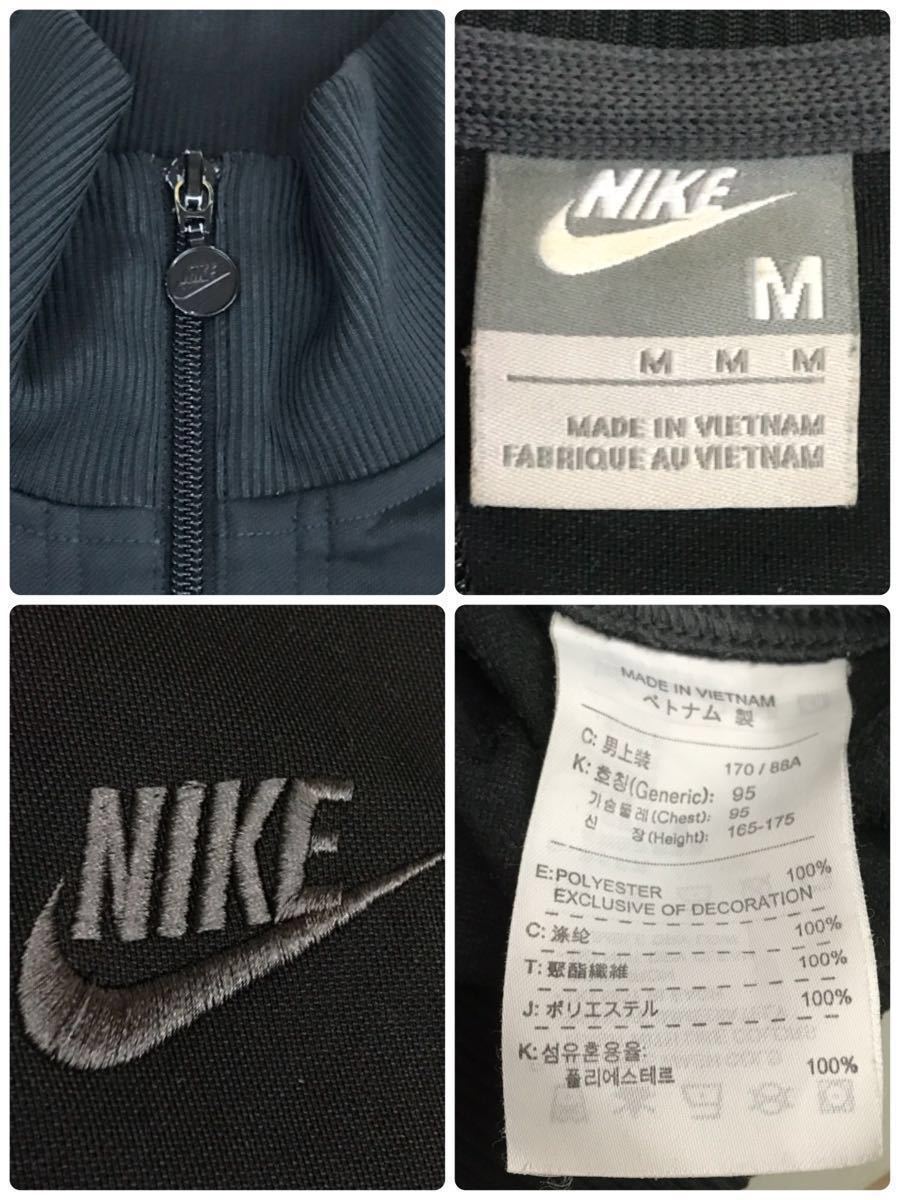 NIKE
NIKE
M
M M M
MADE IN VIETNAM
FABRIQUE AU VIETNAM
NIKE
MADE IN VIETNAM
ベトナム 製
C: 男上装 170 / 88A
K: 호칭(Generic): 95
가슴둘레(Chest): 95
신 장(Height): 165-175
E:POLYESTER 100%
EXCLUSIVE OF DECORATION
C: 涤纶 100%
T: 聚酯纖維 100%
J: ポリエステル 100%
K: 섬유혼용율:
폴리에스테르 100%